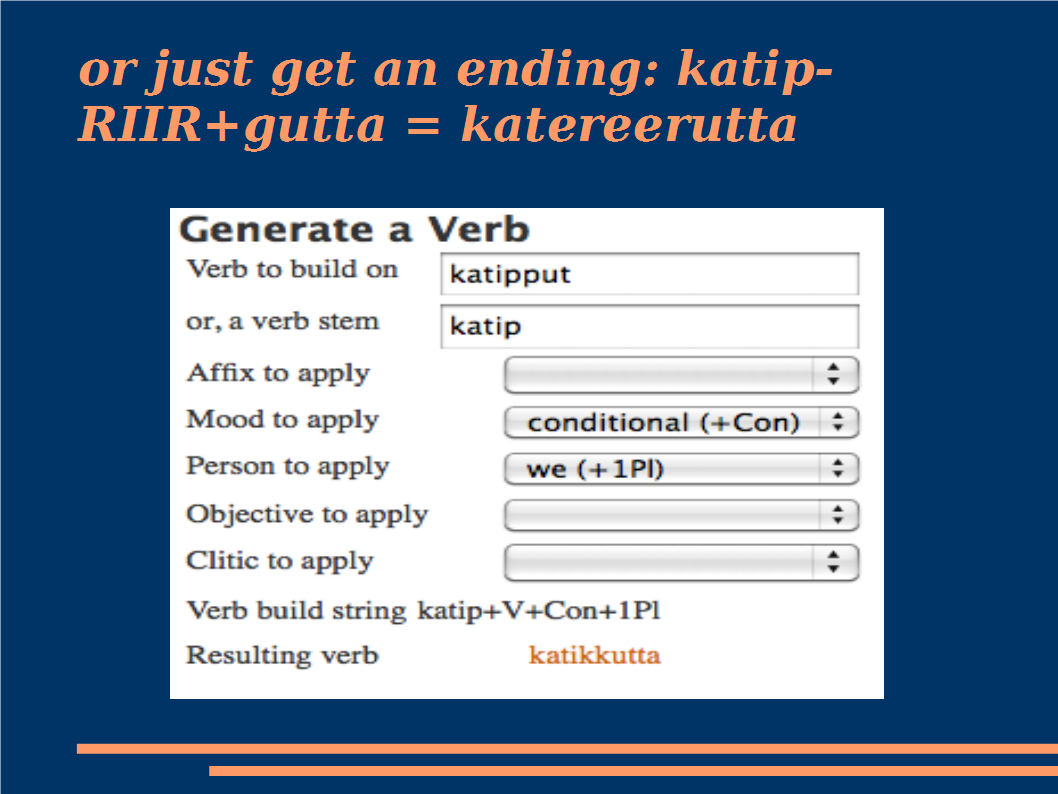 or just get an ending: katip-
RIIR+gutta = katereerutta
Generate a Verb
Verb to build on katipput
or, a verb stem katip
Affix to apply
Mood to apply conditional (+Con)
Person to apply we (+1Pl)
Objective to apply
Clitic to apply
Verb build string katip+V+Con+1Pl
Resulting verb katikkutta